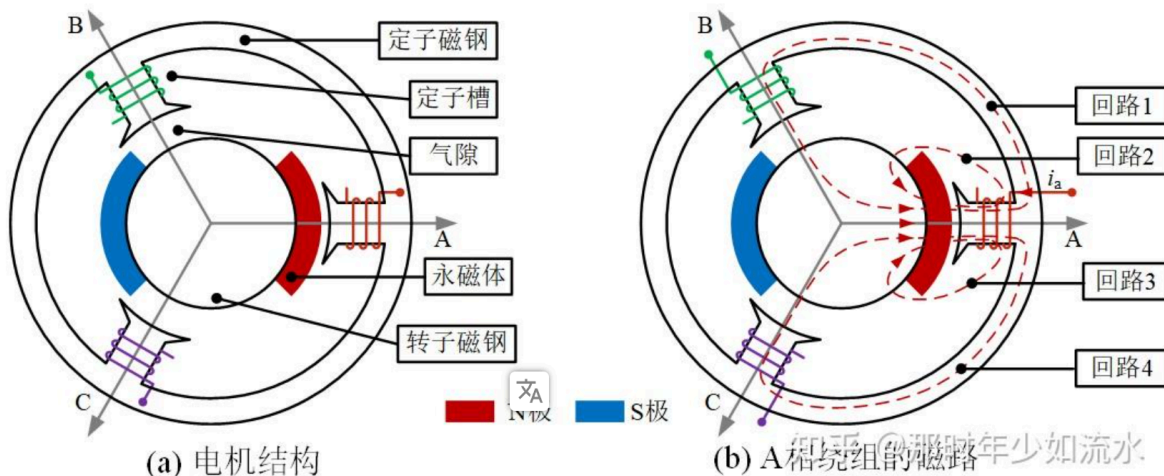 B
定子磁钢
定子槽
气隙
A
永磁体
转子磁钢
C
N极
S极
(a) 电机结构
B
回路1
回路2
i_a
A
回路3
回路4
C
(b) A相绕组的磁路
知乎 @那时年少如流水